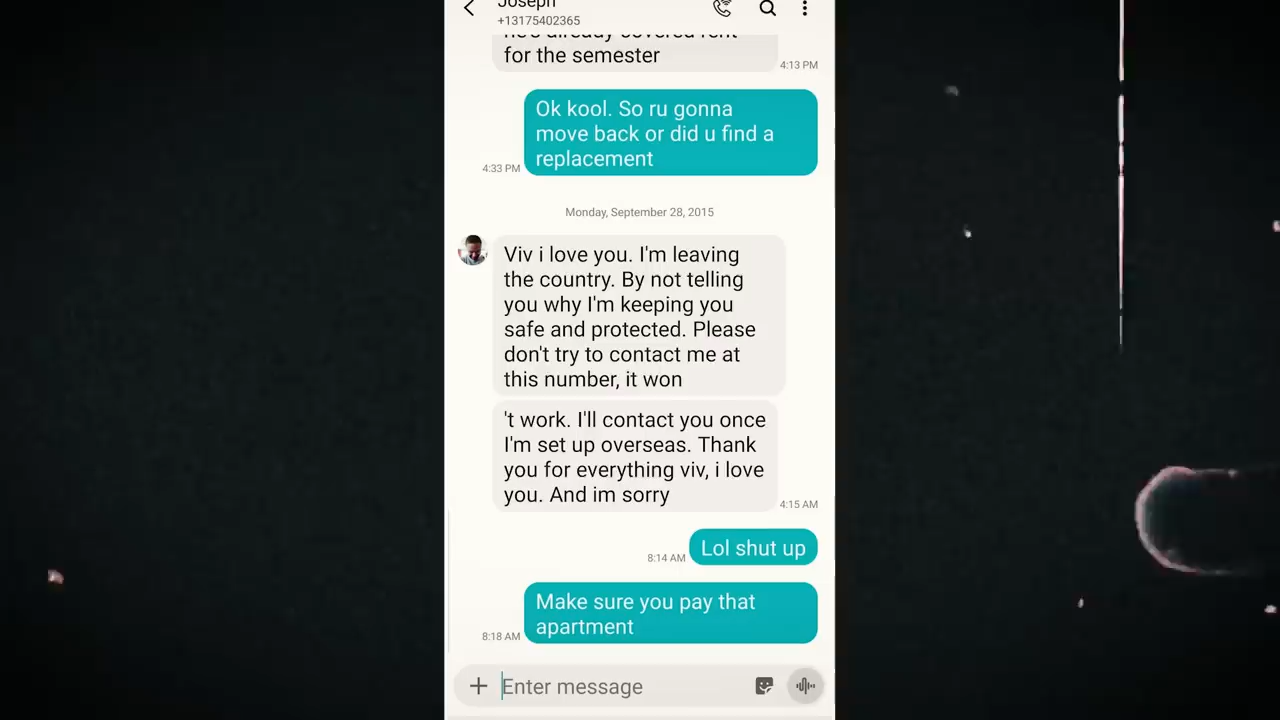 Joseph
+13175402365
he's already covered rent
for the semester
4:13 PM
Ok kool. So ru gonna
move back or did u find a
replacement
4:33 PM
Monday, September 28, 2015
Viv i love you. I'm leaving
the country. By not telling
you why I'm keeping you
safe and protected. Please
don't try to contact me at
this number, it won
't work. I'll contact you once
I'm set up overseas. Thank
you for everything viv, i love
you. And im sorry
4:15 AM
Lol shut up
8:14 AM
Make sure you pay that
apartment
8:18 AM
Enter message